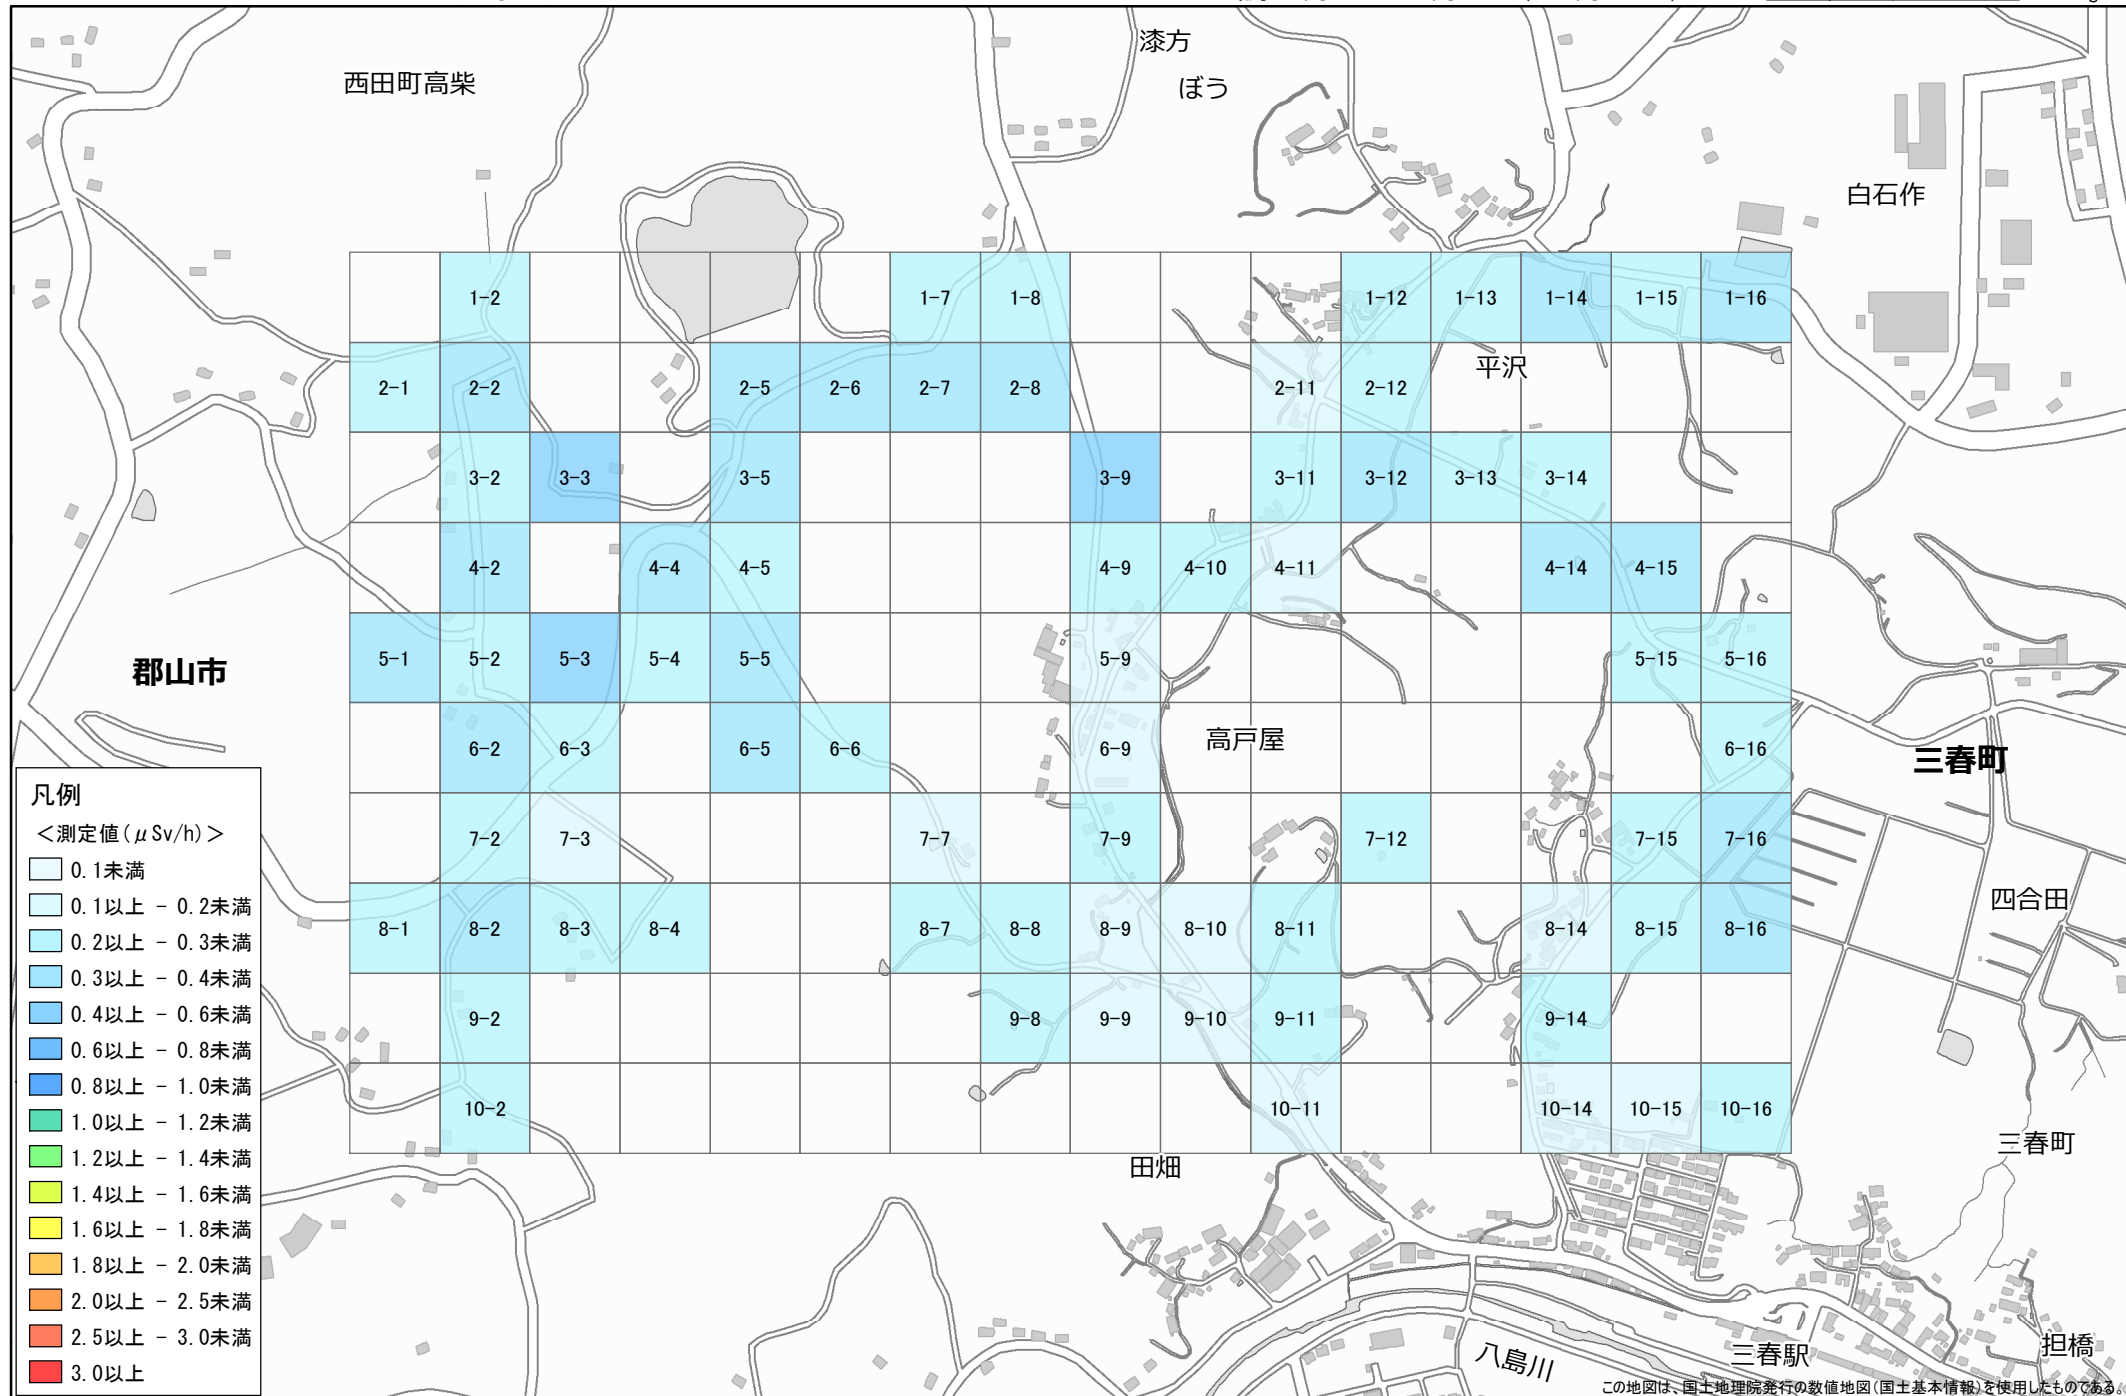 漆方
西田町高柴
ぼう
白石作
1-2 1-7 1-8 1-12 1-13 1-14 1-15 1-16
平沢
2-1 2-2 2-5 2-6 2-7 2-8 2-11 2-12
3-2 3-3 3-5 3-9 3-11 3-12 3-13 3-14
4-2 4-4 4-5 4-9 4-10 4-11 4-14 4-15
5-1 5-2 5-3 5-4 5-5 5-9 5-15 5-16
郡山市
高戸屋
6-2 6-3 6-5 6-6 6-9 6-16
三春町
7-2 7-3 7-7 7-9 7-12 7-15 7-16
四合田
8-1 8-2 8-3 8-4 8-7 8-8 8-9 8-10 8-11 8-14 8-15 8-16
9-2 9-8 9-9 9-10 9-11 9-14
10-2 10-11 10-14 10-15 10-16
三春町
田畑
八島川
三春駅
担橋
凡例
＜測定値(μSv/h)＞
0.1未満
0.1以上 - 0.2未満
0.2以上 - 0.3未満
0.3以上 - 0.4未満
0.4以上 - 0.6未満
0.6以上 - 0.8未満
0.8以上 - 1.0未満
1.0以上 - 1.2未満
1.2以上 - 1.4未満
1.4以上 - 1.6未満
1.6以上 - 1.8未満
1.8以上 - 2.0未満
2.0以上 - 2.5未満
2.5以上 - 3.0未満
3.0以上
この地図は、国土地理院発行の数値地図(国土基本情報)を使用したものである